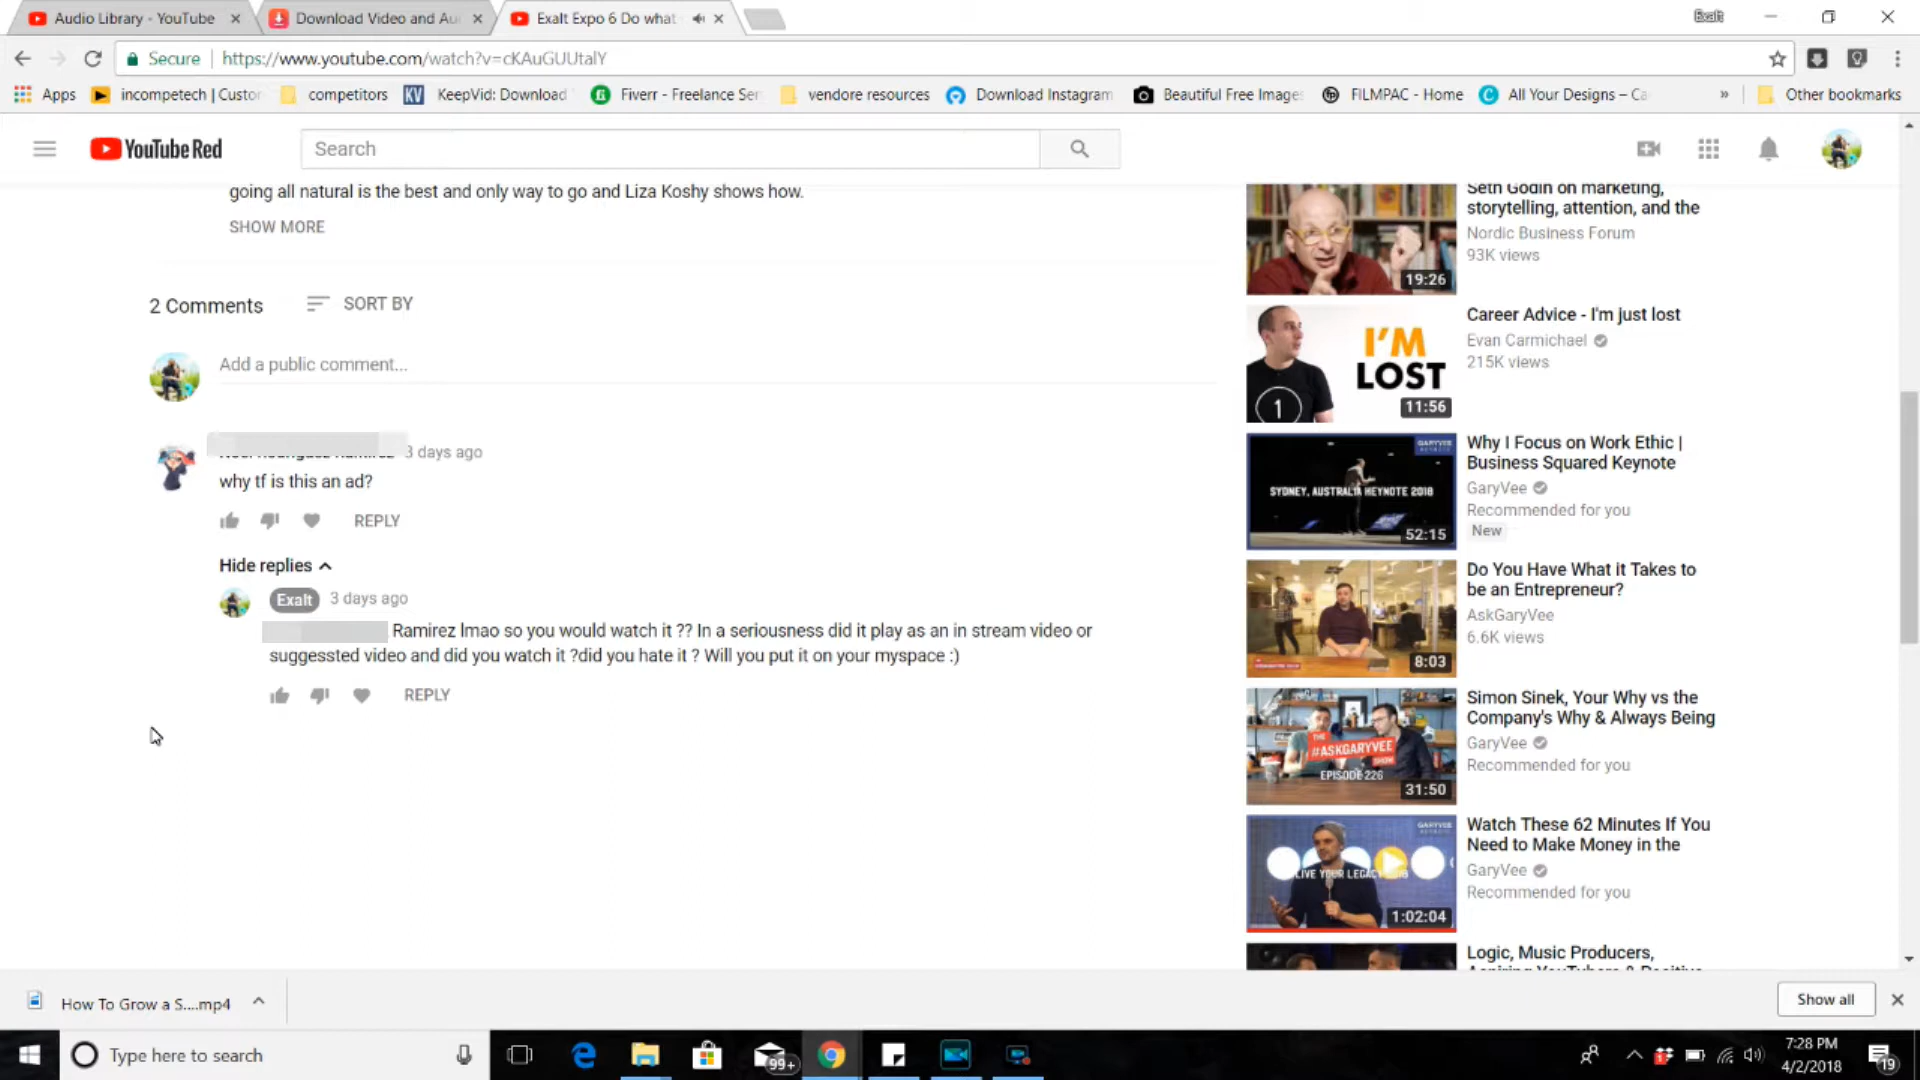 Audio Library - YouTube
Download Video and Au
Exalt Expo 6 Do what
Exalt
Secure
https://www.youtube.com/watch?v=cKAuGUUtalY
Apps
incompetech | Custo
competitors
KV
KeepVid: Download
Fiverr - Freelance Ser
vendore resources
Download Instagram
Beautiful Free Image
FILMPAC - Home
All Your Designs – Ca
»
Other bookmarks
YouTube Red
Search
going all natural is the best and only way to go and Liza Koshy shows how.
SHOW MORE
2 Comments
SORT BY
Add a public comment...
3 days ago
why tf is this an ad?
REPLY
Hide replies
Exalt
3 days ago
Ramirez lmao so you would watch it ?? In a seriousness did it play as an in stream video or
suggessted video and did you watch it ?did you hate it ? Will you put it on your myspace :)
REPLY
Seth Godin on marketing,
storytelling, attention, and the
Nordic Business Forum
93K views
19:26
Career Advice - I'm just lost
Evan Carmichael
215K views
I'M
LOST
1
11:56
Why I Focus on Work Ethic |
Business Squared Keynote
GaryVee
Recommended for you
New
GARYVEE
KEYNOTE
SYDNEY, AUSTRALIA KEYNOTE 2018
52:15
Do You Have What it Takes to
be an Entrepreneur?
AskGaryVee
6.6K views
8:03
Simon Sinek, Your Why vs the
Company's Why & Always Being
GaryVee
Recommended for you
THE
#ASKGARYVEE
SHOW
EPISODE 226
31:50
Watch These 62 Minutes If You
Need to Make Money in the
GaryVee
Recommended for you
GARYVEE
KEYNOTE
1:02:04
Logic, Music Producers,
How To Grow a S....mp4
Show all
Type here to search
99+
7:28 PM
4/2/2018
19